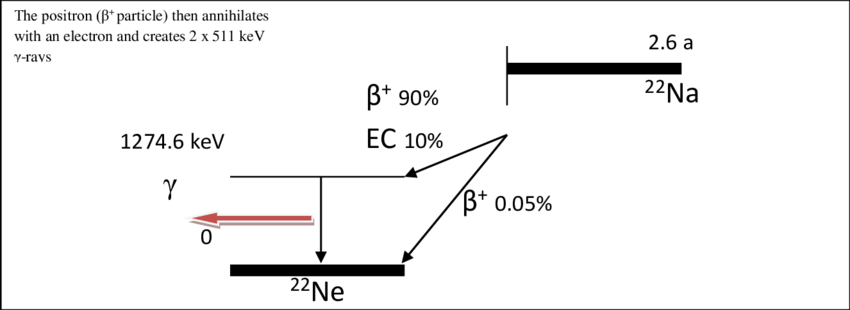 The positron (β⁺ particle) then annihilates
with an electron and creates 2 x 511 keV
γ-rays
2.6 a
²²Na
β⁺ 90%
EC 10%
1274.6 keV
γ
β⁺ 0.05%
0
²²Ne